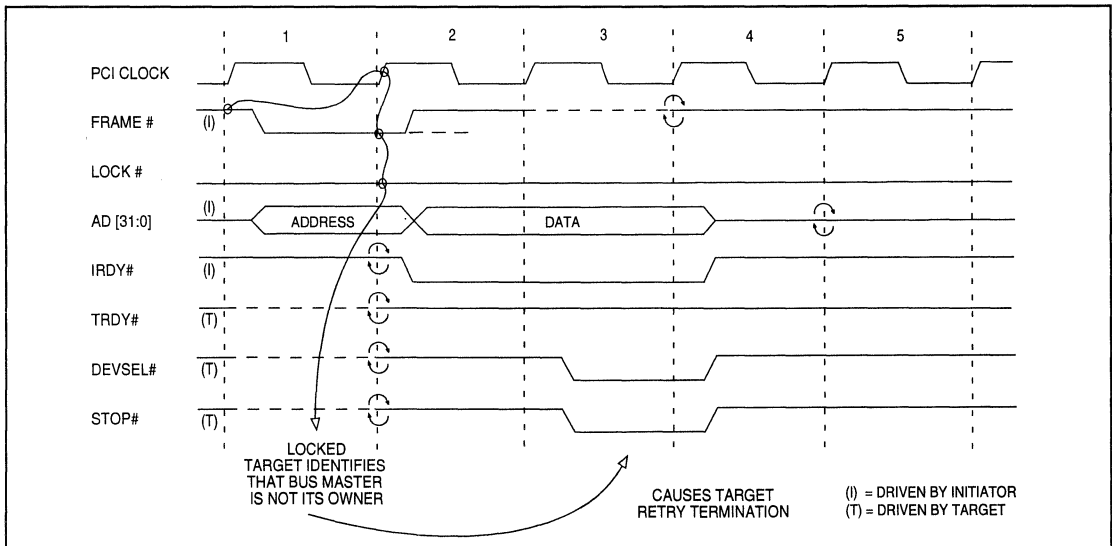 1 2 3 4 5
PCI CLOCK
FRAME # (I)
LOCK #
AD [31:0] (I) ADDRESS DATA
IRDY# (I)
TRDY# (T)
DEVSEL# (T)
STOP# (T)
LOCKED
TARGET IDENTIFIES
THAT BUS MASTER
IS NOT ITS OWNER
CAUSES TARGET
RETRY TERMINATION
(I) = DRIVEN BY INITIATOR
(T) = DRIVEN BY TARGET